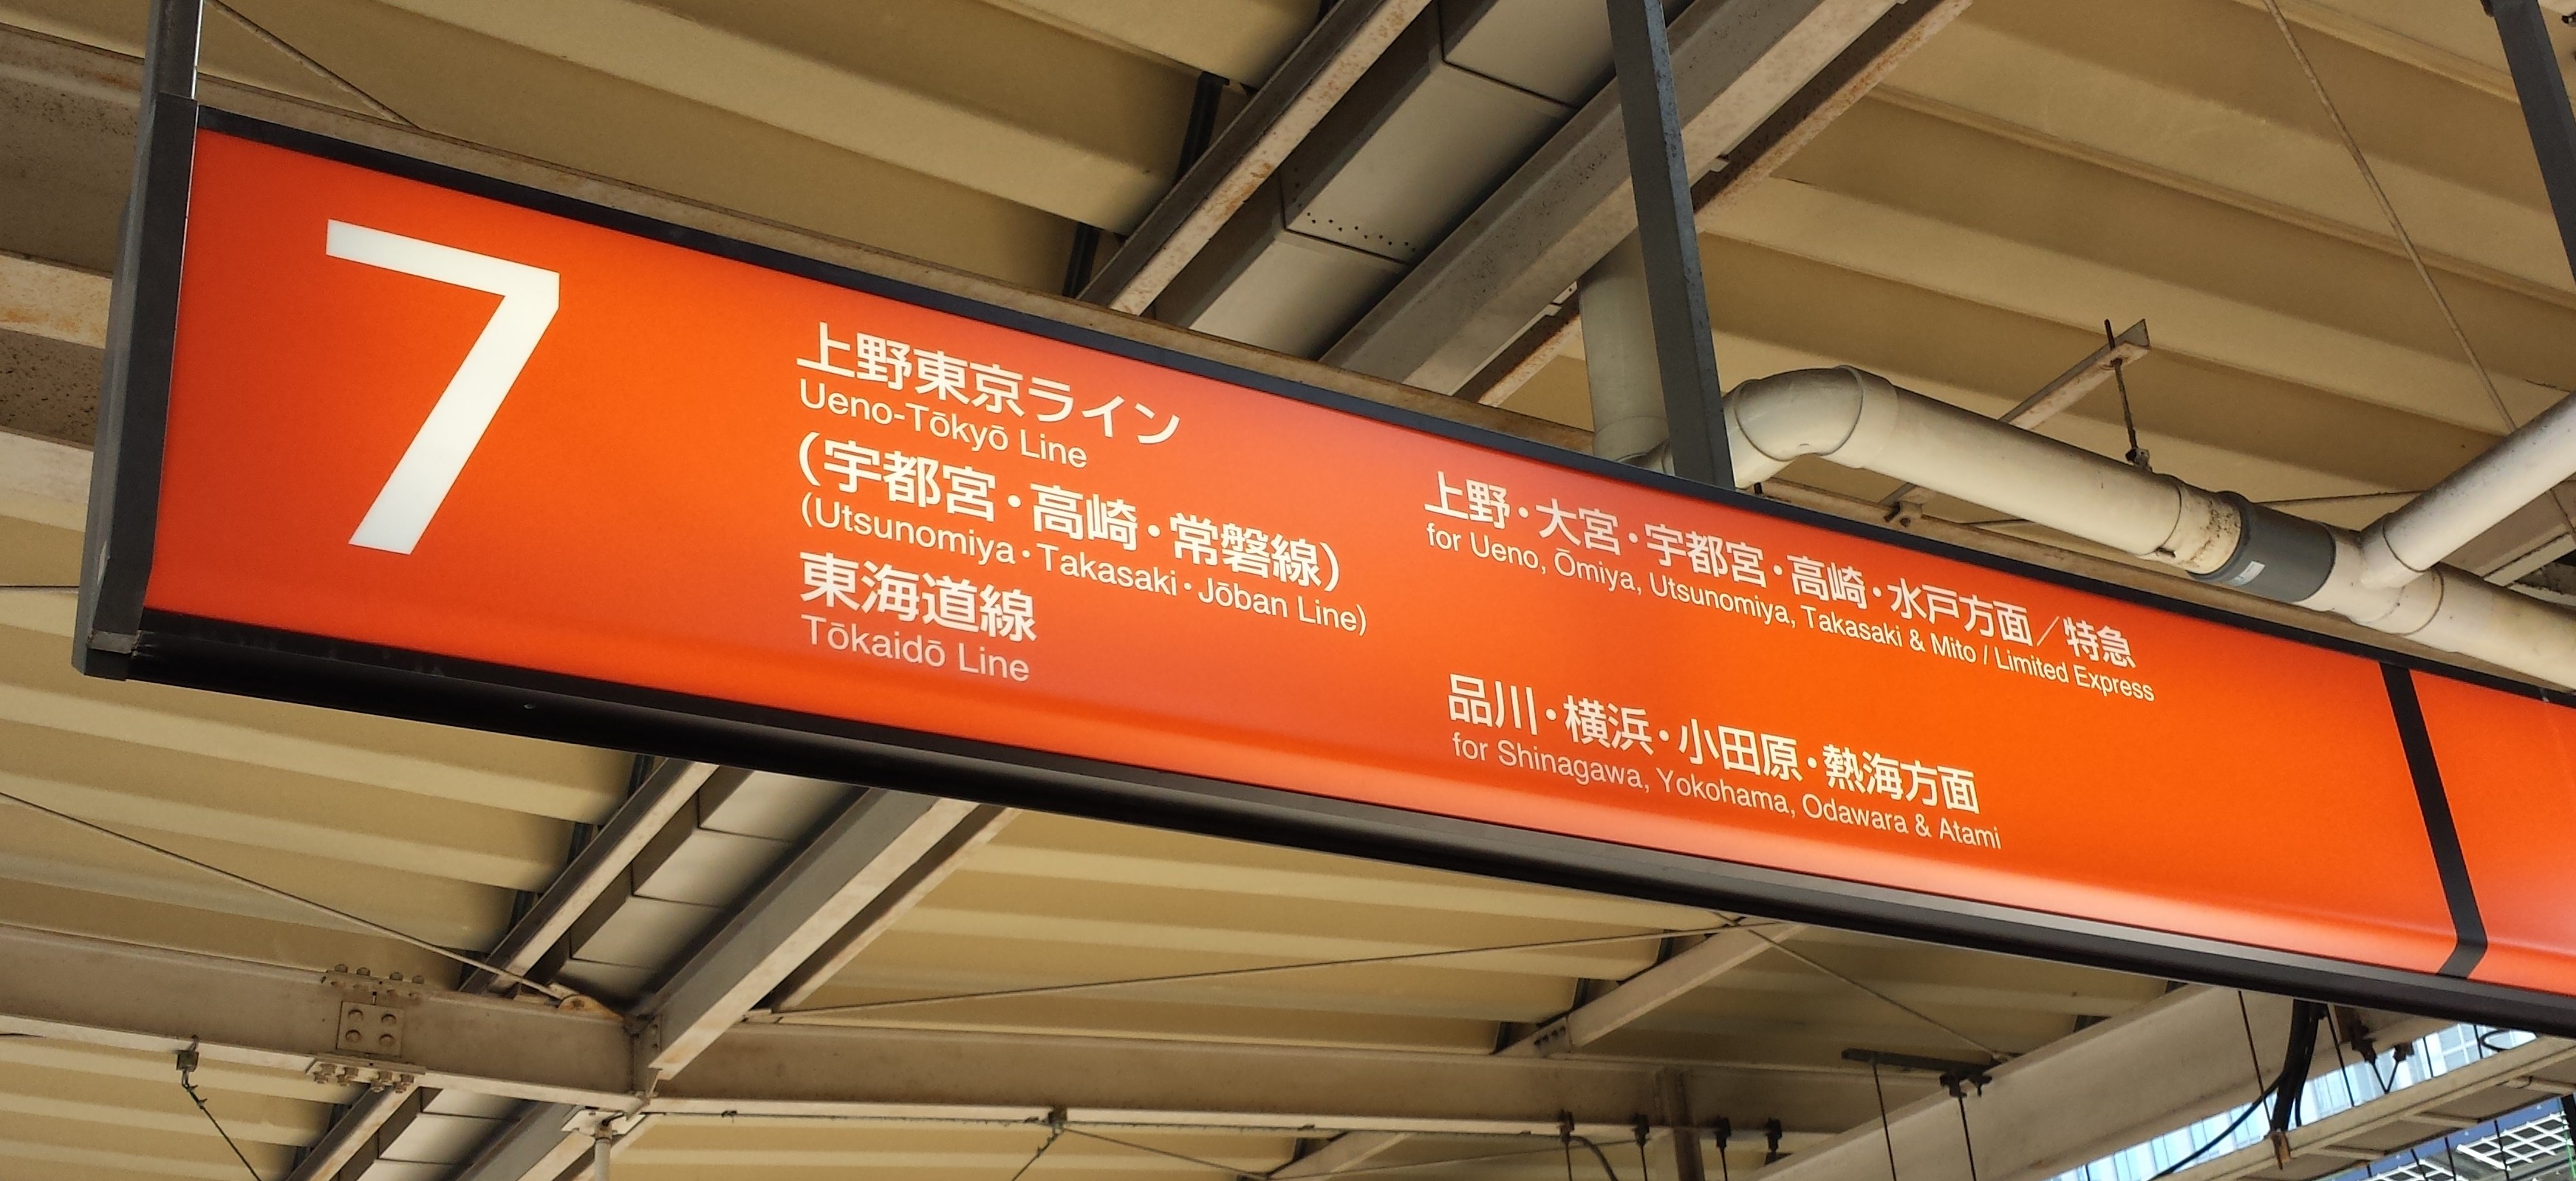 7
上野東京ライン
Ueno-Tōkyō Line
(宇都宮・高崎・常磐線)
(Utsunomiya・Takasaki・Jōban Line)
東海道線
Tōkaidō Line
上野・大宮・宇都宮・高崎・水戸方面／特急
for Ueno, Ōmiya, Utsunomiya, Takasaki & Mito / Limited Express
品川・横浜・小田原・熱海方面
for Shinagawa, Yokohama, Odawara & Atami